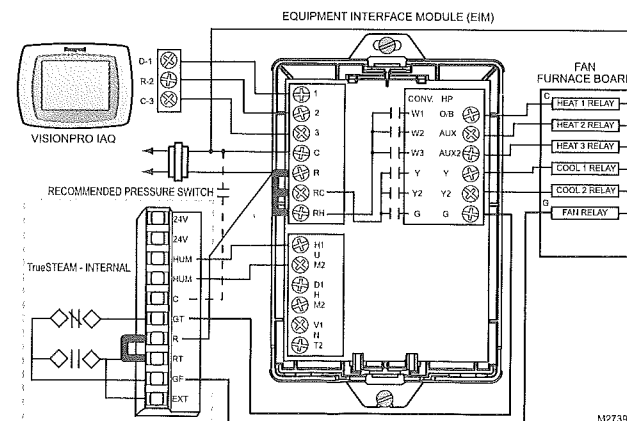 EQUIPMENT INTERFACE MODULE (EIM)
Honeywell
VISIONPRO IAQ
D-1
R-2
C-3
1
2
3
C
R
RC
RH
CONV. HP
W1 O/B
W2 AUX
W3 AUX2
Y Y
Y2 Y2
G G
FAN
FURNACE BOARD
C
HEAT 1 RELAY
HEAT 2 RELAY
HEAT 3 RELAY
COOL 1 RELAY
COOL 2 RELAY
G
FAN RELAY
RECOMMENDED PRESSURE SWITCH
TrueSTEAM - INTERNAL
24V
24V
HUM
HUM
C
GT
R
RT
GF
EXT
H1
U
M2
D1
H
M2
V1
N
T2
M2739